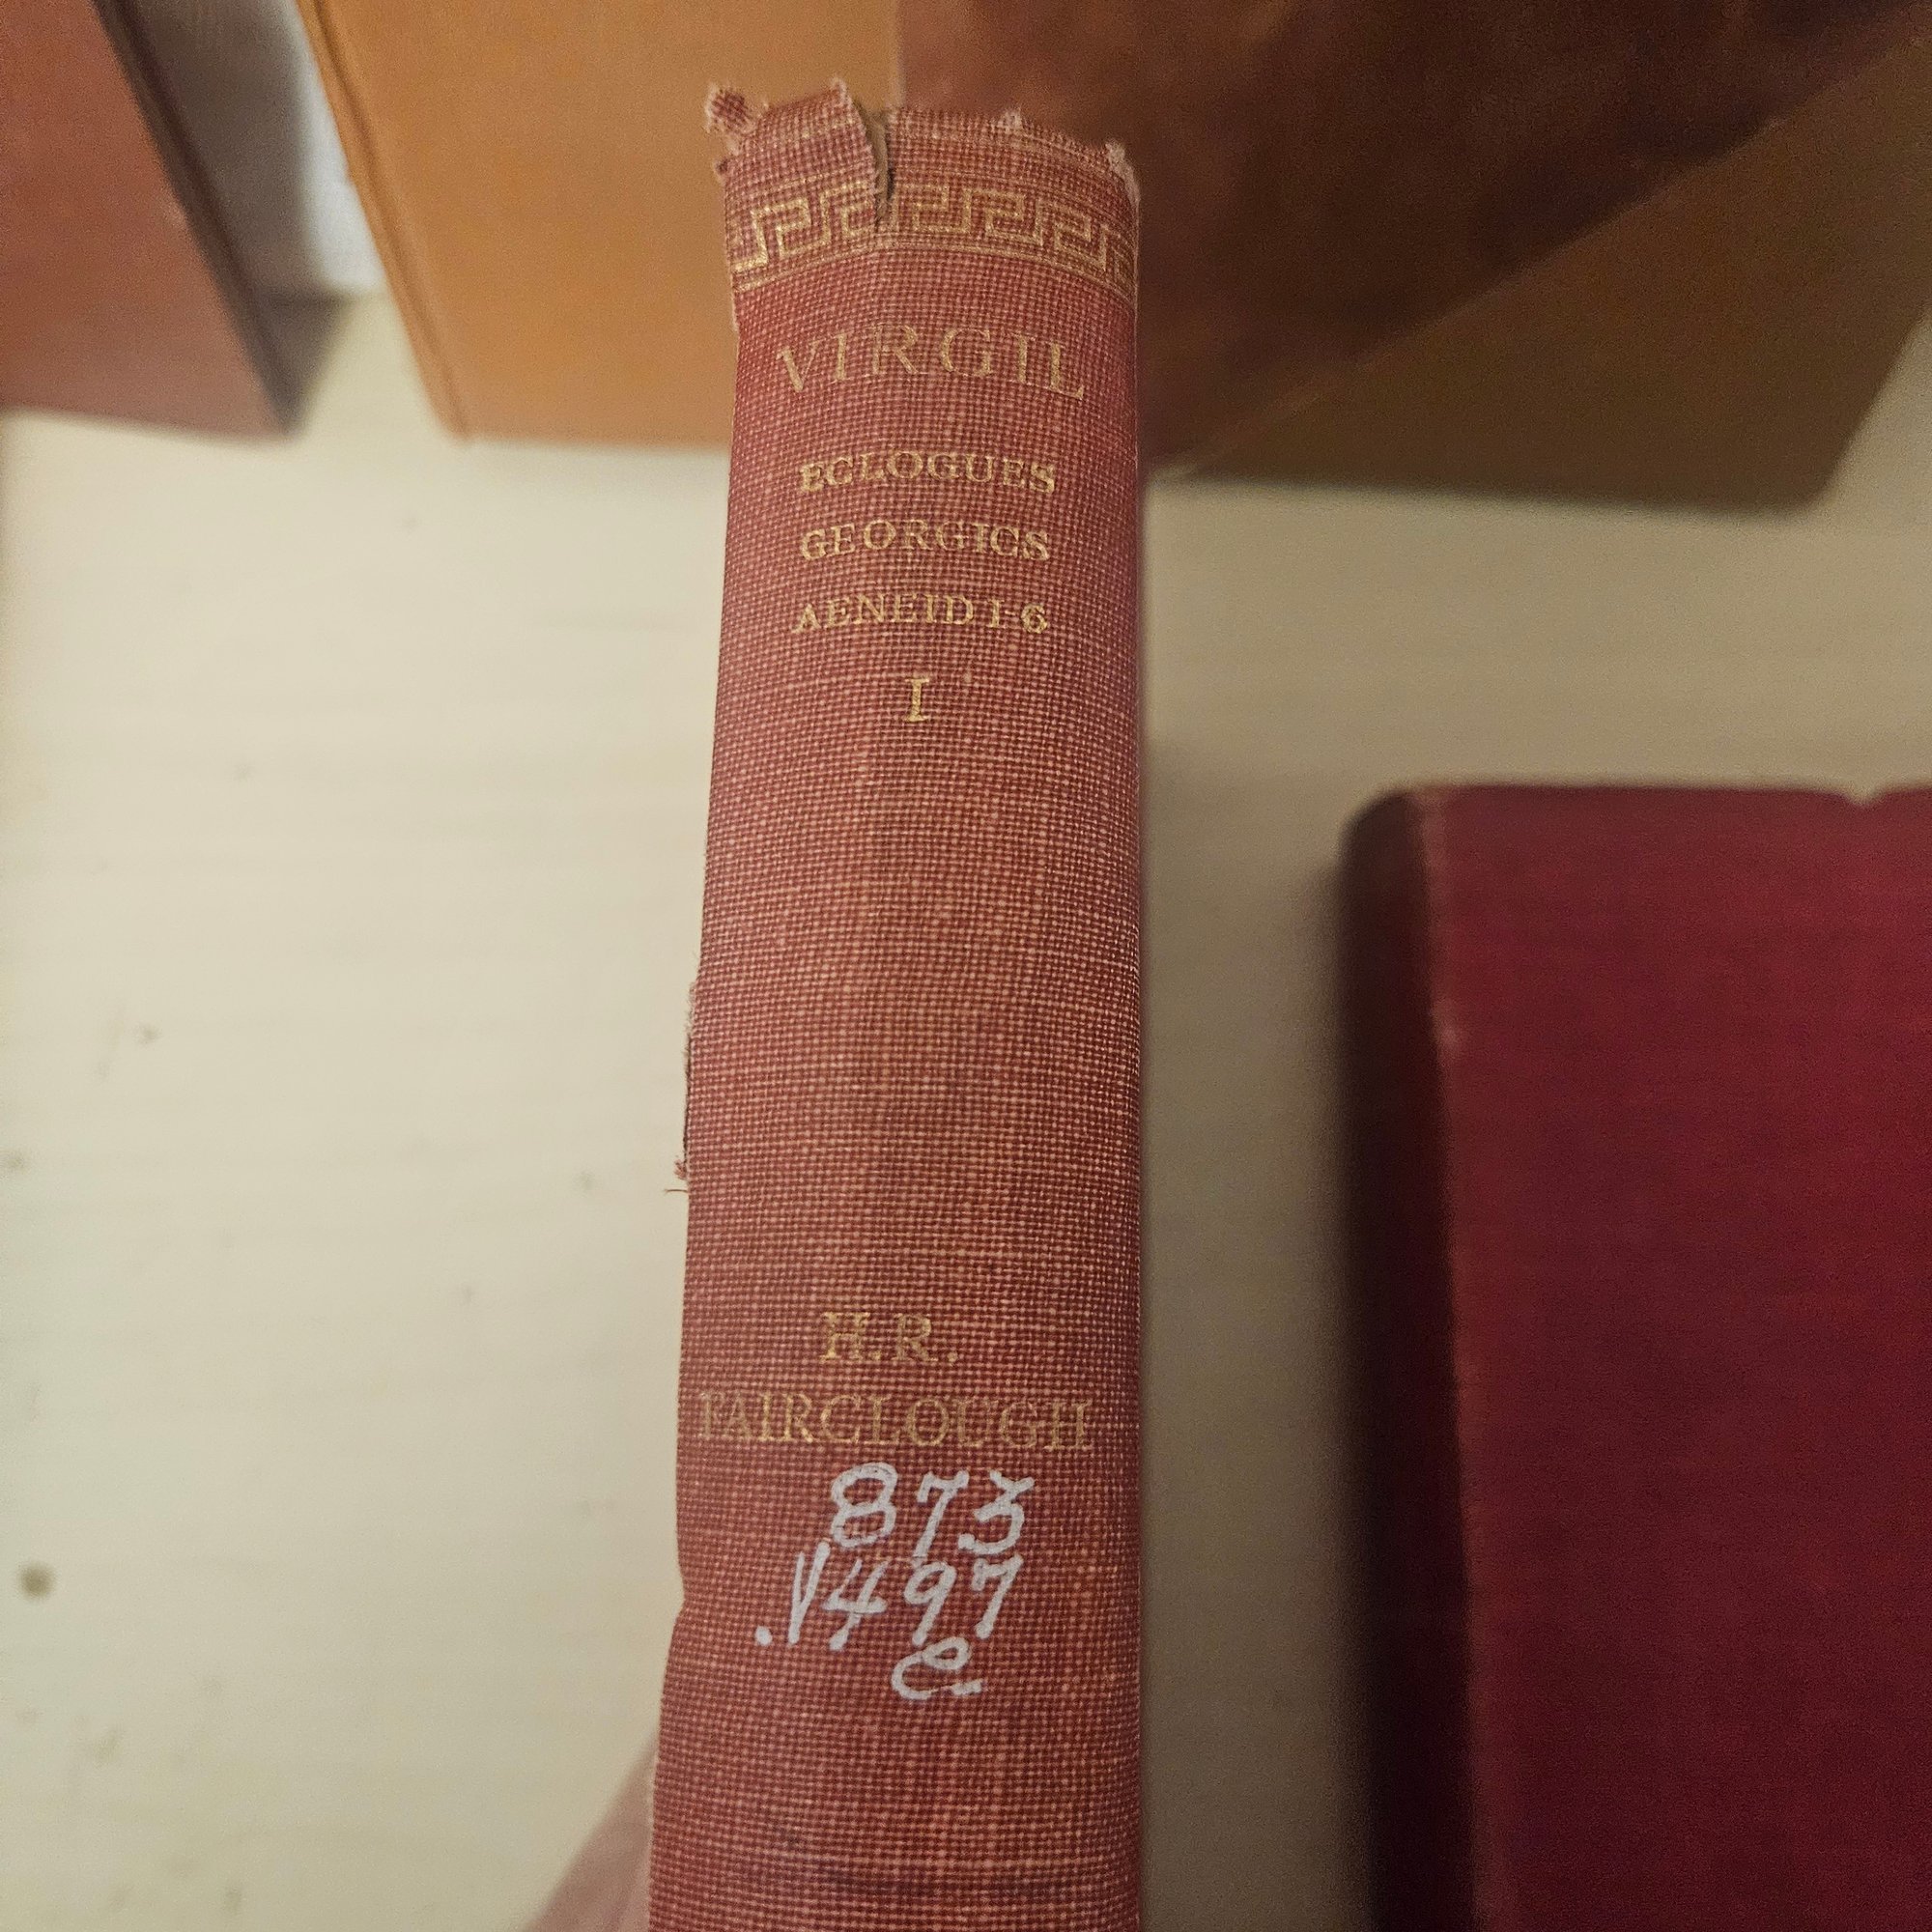 VIRGIL
ECLOGUES
GEORGICS
AENEID I-6
I
H.R.
FAIRCLOUGH
873
.V497
e